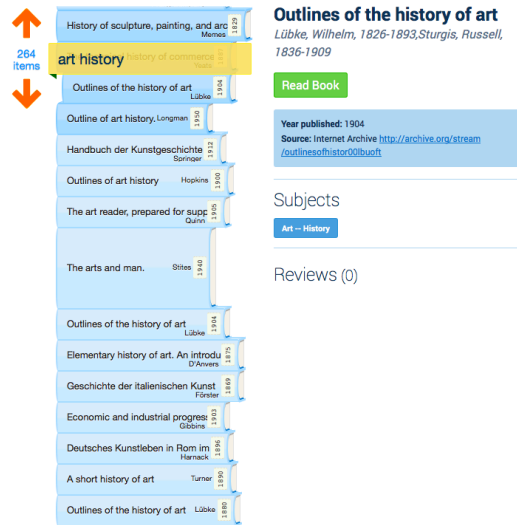 264
items
History of sculpture, painting, and arc
Memes
1829
art history
history of commerce
Outlines of the history of art
Lübke
1904
Outline of art history.
Longman
1950
Handbuch der Kunstgeschichte
Springer
1912
Outlines of art history
Hopkins
1900
The art reader, prepared for supp
Quinn
1905
The arts and man.
Stites
1940
Outlines of the history of art
Lübke
1904
Elementary history of art. An introdu
D'Anvers
1875
Geschichte der italienischen Kunst
Förster
1869
Economic and industrial progress
Gibbins
1903
Deutsches Kunstleben in Rom im
Harnack
1896
A short history of art
Turner
1890
Outlines of the history of art
Lübke
1880
Outlines of the history of art
Lübke, Wilhelm, 1826-1893,Sturgis, Russell,
1836-1909
Read Book
Year published: 1904
Source: Internet Archive http://archive.org/stream
/outlinesofhistor00lbuoft
Subjects
Art -- History
Reviews (0)